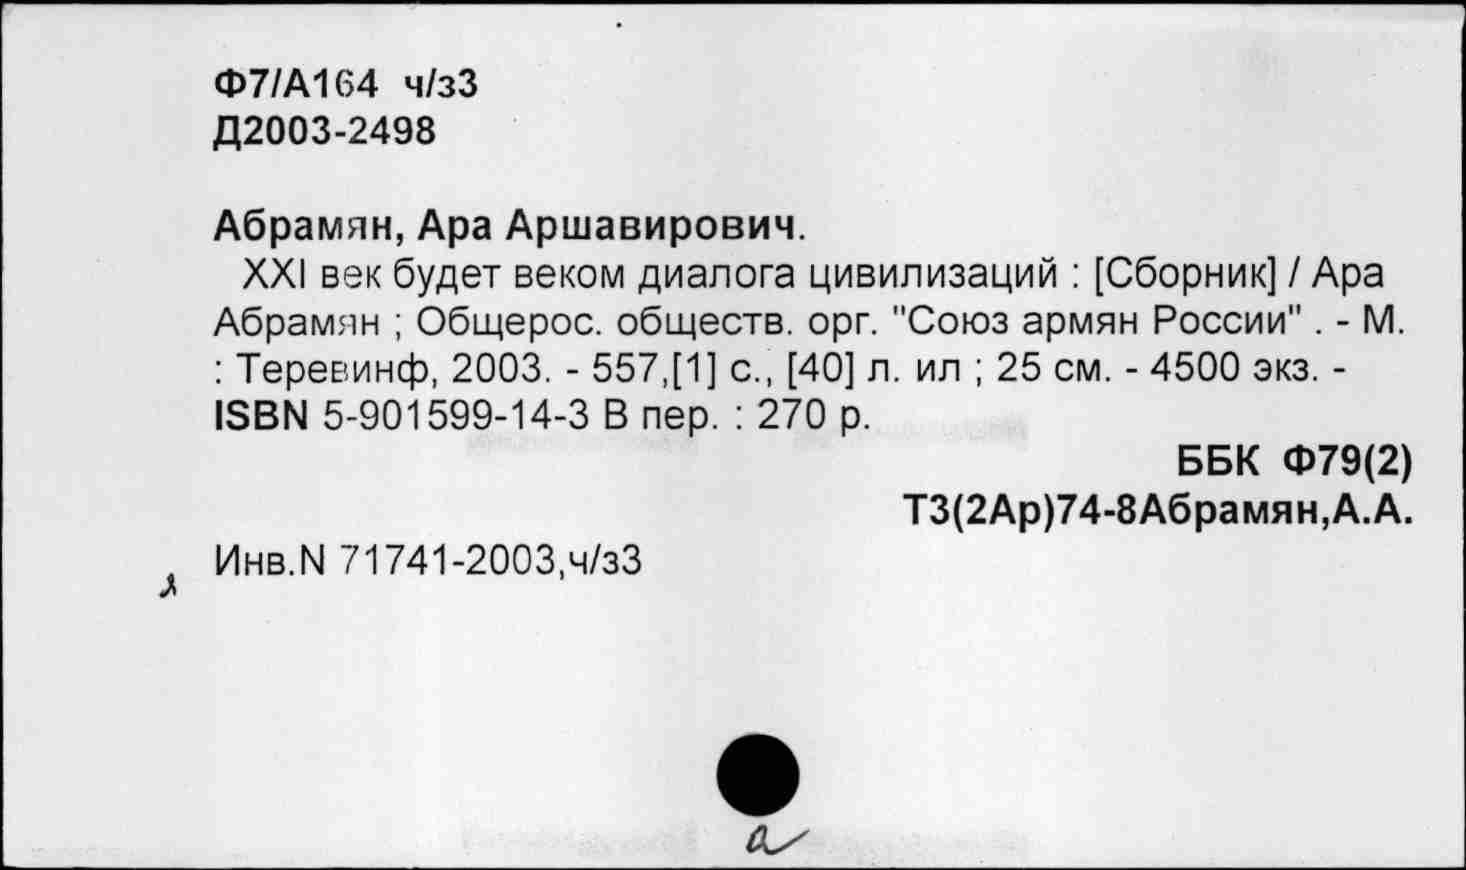 Ф7/А164 ч/з3
Д2003-2498
Абрамян, Ара Аршавирович.
XXI век будет веком диалога цивилизаций : [Сборник] / Ара
Абрамян ; Общерос. обществ. орг. "Союз армян России" . - М.
: Теревинф, 2003. - 557,[1] с., [40] л. ил ; 25 см. - 4500 экз. -
ISBN 5-901599-14-3 В пер. : 270 р.
ББК Ф79(2)
Т3(2Ар)74-8Абрамян,А.А.
Инв.N 71741-2003,ч/з3
а